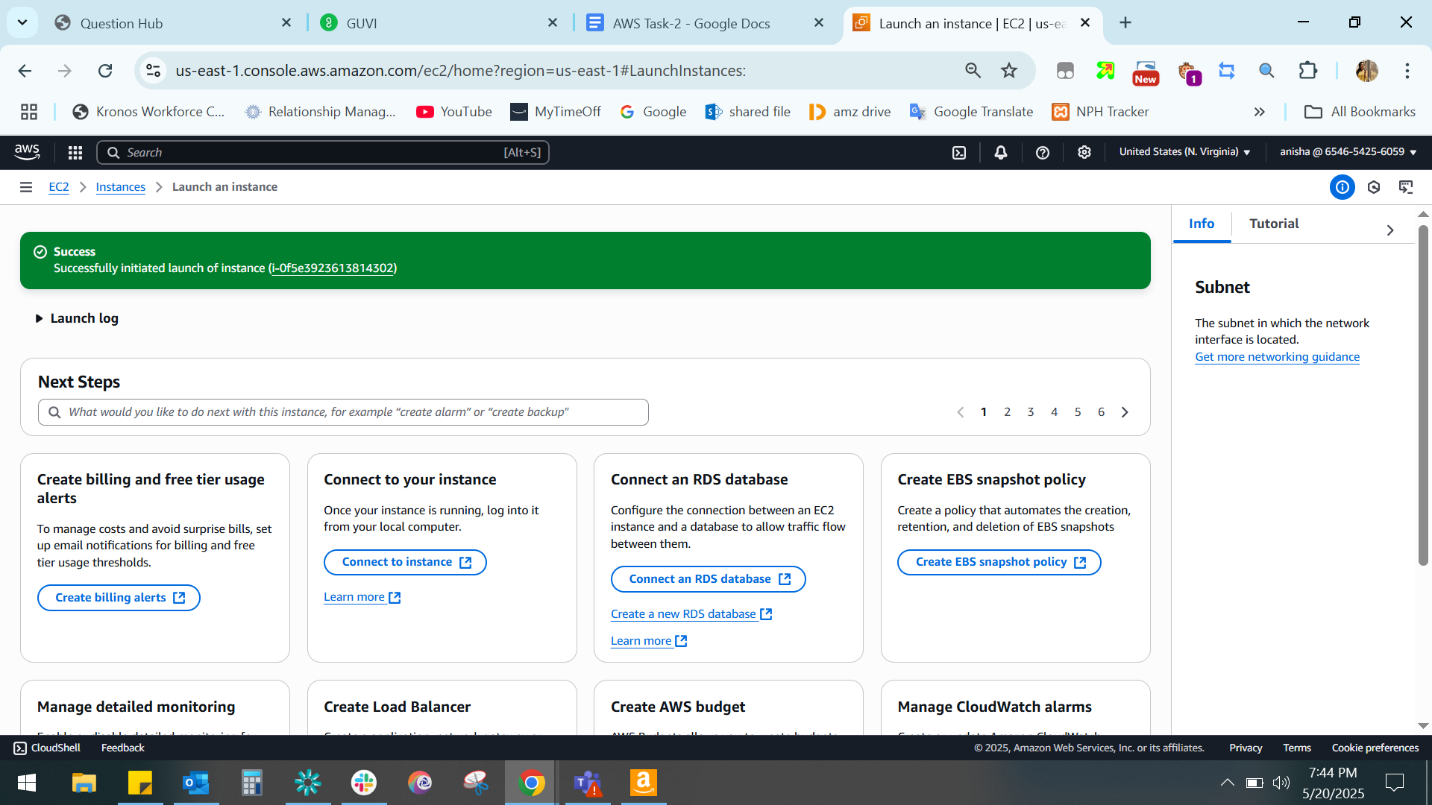 Question Hub
GUVI
AWS Task-2 - Google Docs
Launch an instance | EC2 | us-ea
us-east-1.console.aws.amazon.com/ec2/home?region=us-east-1#LaunchInstances:
New
1
Kronos Workforce C...
Relationship Manag...
YouTube
MyTimeOff
Google
shared file
amz drive
Google Translate
NPH Tracker
All Bookmarks
aws
Search
[Alt+S]
United States (N. Virginia)
anisha @ 6546-5425-6059
EC2
Instances
Launch an instance
Info
Tutorial
Success
Successfully initiated launch of instance (i-0f5e3923613814302)
Launch log
Subnet
The subnet in which the network
interface is located.
Get more networking guidance
Next Steps
What would you like to do next with this instance, for example “create alarm” or “create backup”
1 2 3 4 5 6
Create billing and free tier usage
alerts
To manage costs and avoid surprise bills, set
up email notifications for billing and free
tier usage thresholds.
Create billing alerts
Connect to your instance
Once your instance is running, log into it
from your local computer.
Connect to instance
Learn more
Connect an RDS database
Configure the connection between an EC2
instance and a database to allow traffic flow
between them.
Connect an RDS database
Create a new RDS database
Learn more
Create EBS snapshot policy
Create a policy that automates the creation,
retention, and deletion of EBS snapshots
Create EBS snapshot policy
Manage detailed monitoring
Create Load Balancer
Create AWS budget
Manage CloudWatch alarms
CloudShell
Feedback
© 2025, Amazon Web Services, Inc. or its affiliates.
Privacy
Terms
Cookie preferences
7:44 PM
5/20/2025